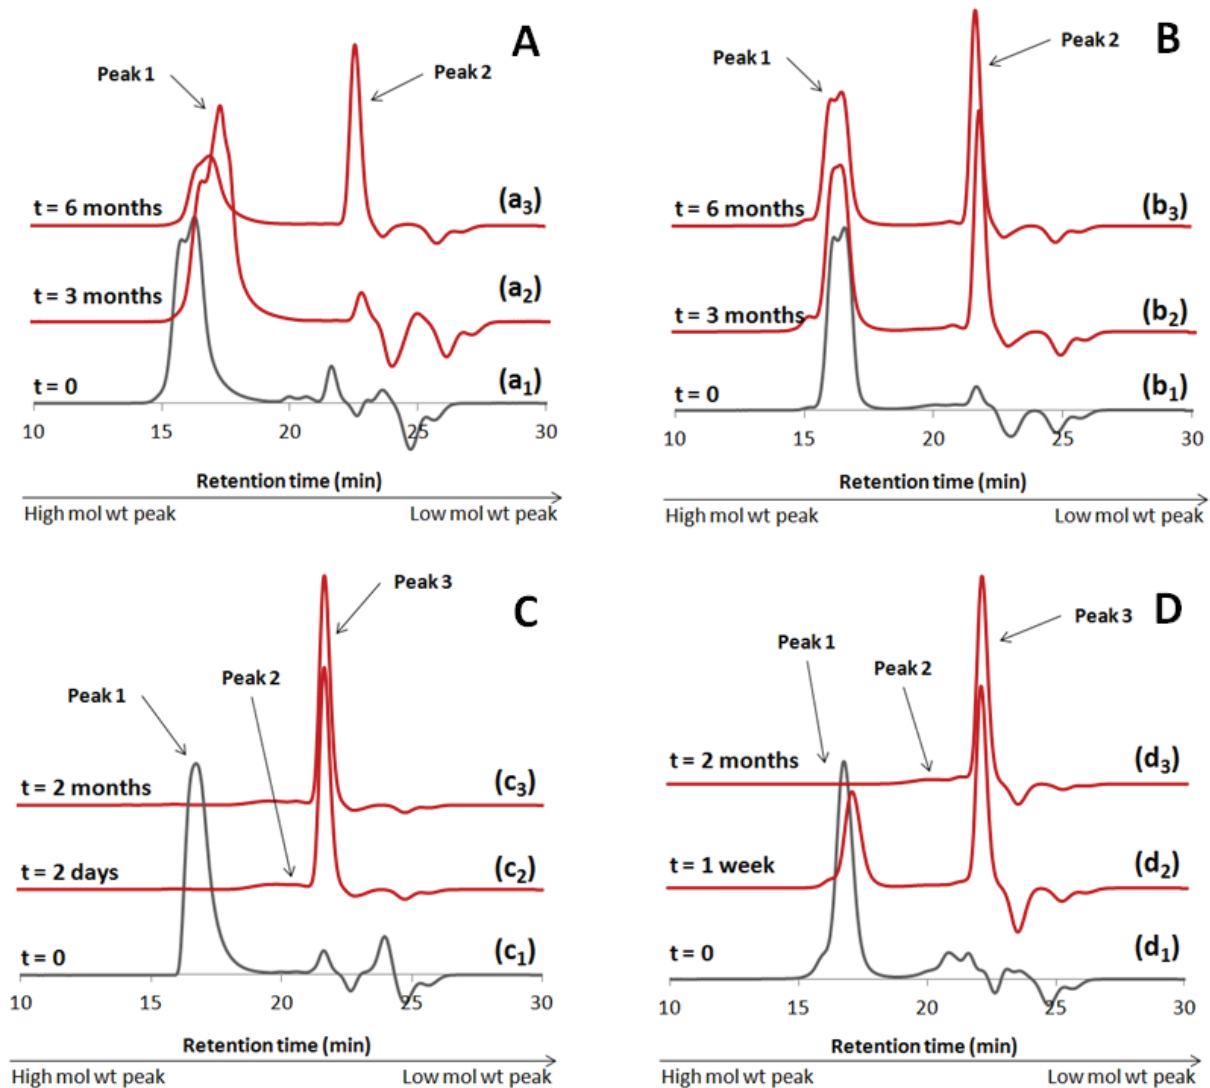 A
Peak 1
Peak 2
t = 6 months
(a3)
t = 3 months
(a2)
t = 0
(a1)
10 15 20 25 30
Retention time (min)
High mol wt peak Low mol wt peak
B
Peak 1
Peak 2
t = 6 months
(b3)
t = 3 months
(b2)
t = 0
(b1)
10 15 20 25 30
Retention time (min)
High mol wt peak Low mol wt peak
C
Peak 3
Peak 2
Peak 1
t = 2 months
(c3)
t = 2 days
(c2)
t = 0
(c1)
10 15 20 25 30
Retention time (min)
High mol wt peak Low mol wt peak
D
Peak 3
Peak 1
Peak 2
t = 2 months
(d3)
t = 1 week
(d2)
t = 0
(d1)
10 15 20 25 30
Retention time (min)
High mol wt peak Low mol wt peak